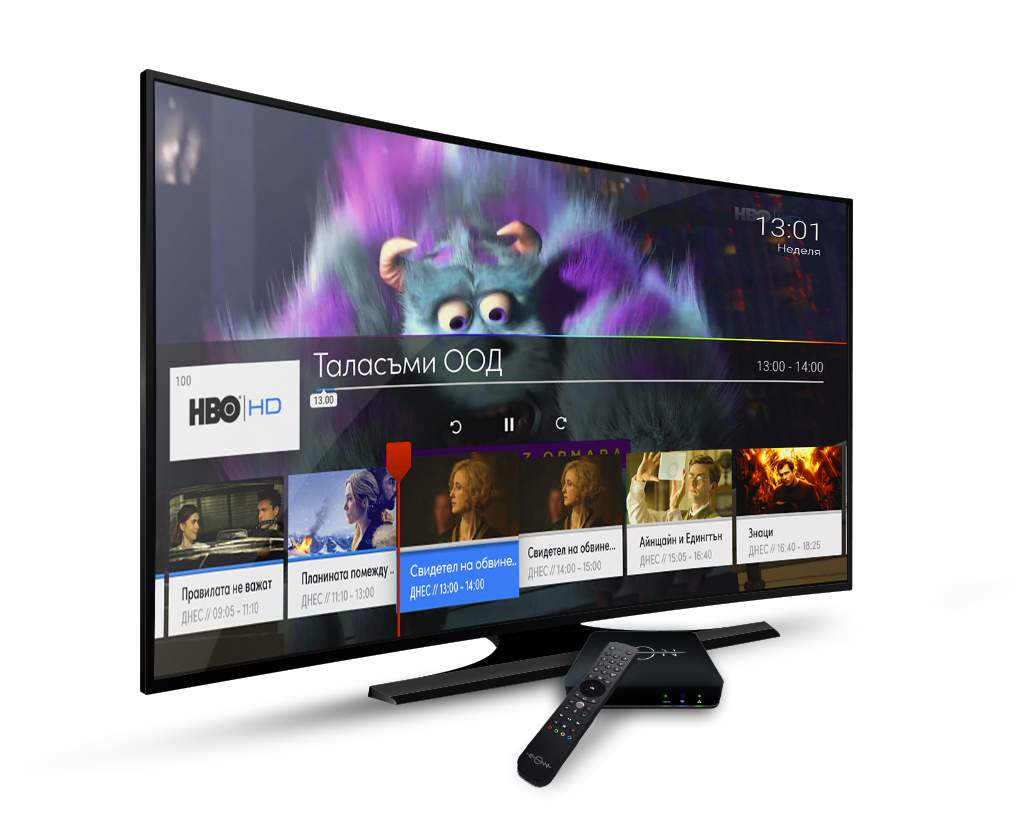 HBO HD
13:01
Неделя
100
HBO|HD
Таласъми ООД
13:00 - 14:00
13.00
Правилата не важат
ДНЕС // 09:05 - 11:10
Планината помежду ..
ДНЕС // 11:10 - 13:00
Свидетел на обвине..
ДНЕС // 13:00 - 14:00
Свидетел на обвине...
ДНЕС // 14:00 - 15:00
Айнщайн и Едингтън
ДНЕС // 15:05 - 16:40
Знаци
ДНЕС // 16:40 - 18:25